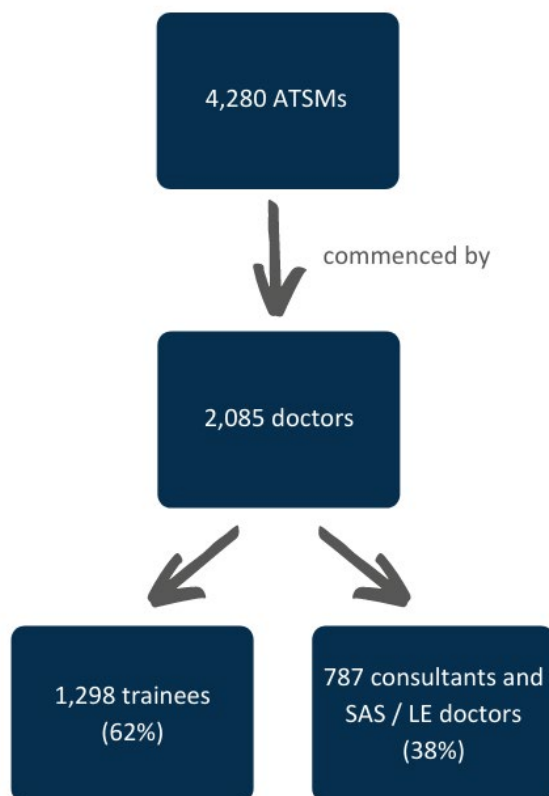 4,280 ATSMs
commenced by
2,085 doctors
1,298 trainees
(62%)
787 consultants and
SAS / LE doctors
(38%)